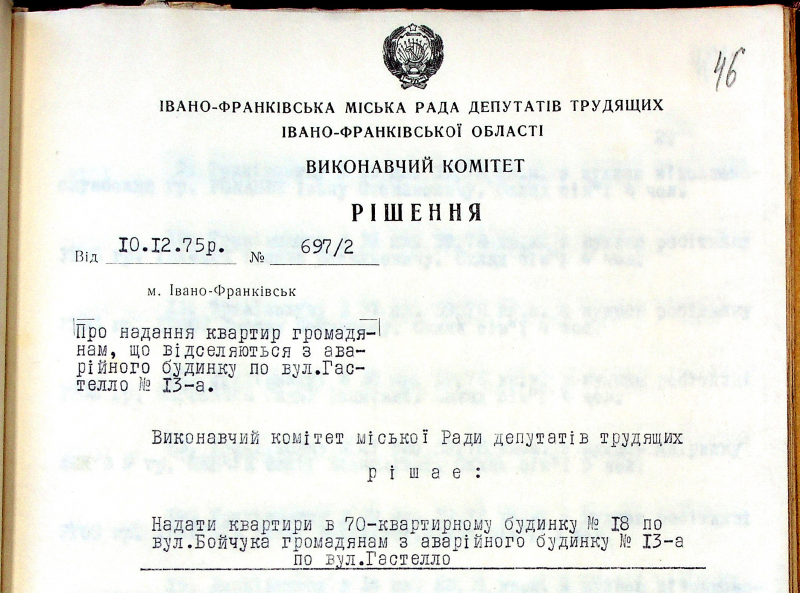 46
ІВАНО-ФРАНКІВСЬКА МІСЬКА РАДА ДЕПУТАТІВ ТРУДЯЩИХ
ІВАНО-ФРАНКІВСЬКОЇ ОБЛАСТІ
ВИКОНАВЧИЙ КОМІТЕТ
РІШЕННЯ
Від 10.12.75р. № 697/2
м. Івано-Франківськ
Про надання квартир громадя-
нам, що відселяються з ава-
рійного будинку по вул.Гас-
телло № 13-а.
Виконавчий комітет міської Ради депутатів трудящих
рішає:
Надати квартири в 70-квартирному будинку № 18 по
вул.Бойчука громадянам з аварійного будинку № 13-а
по вул.Гастелло